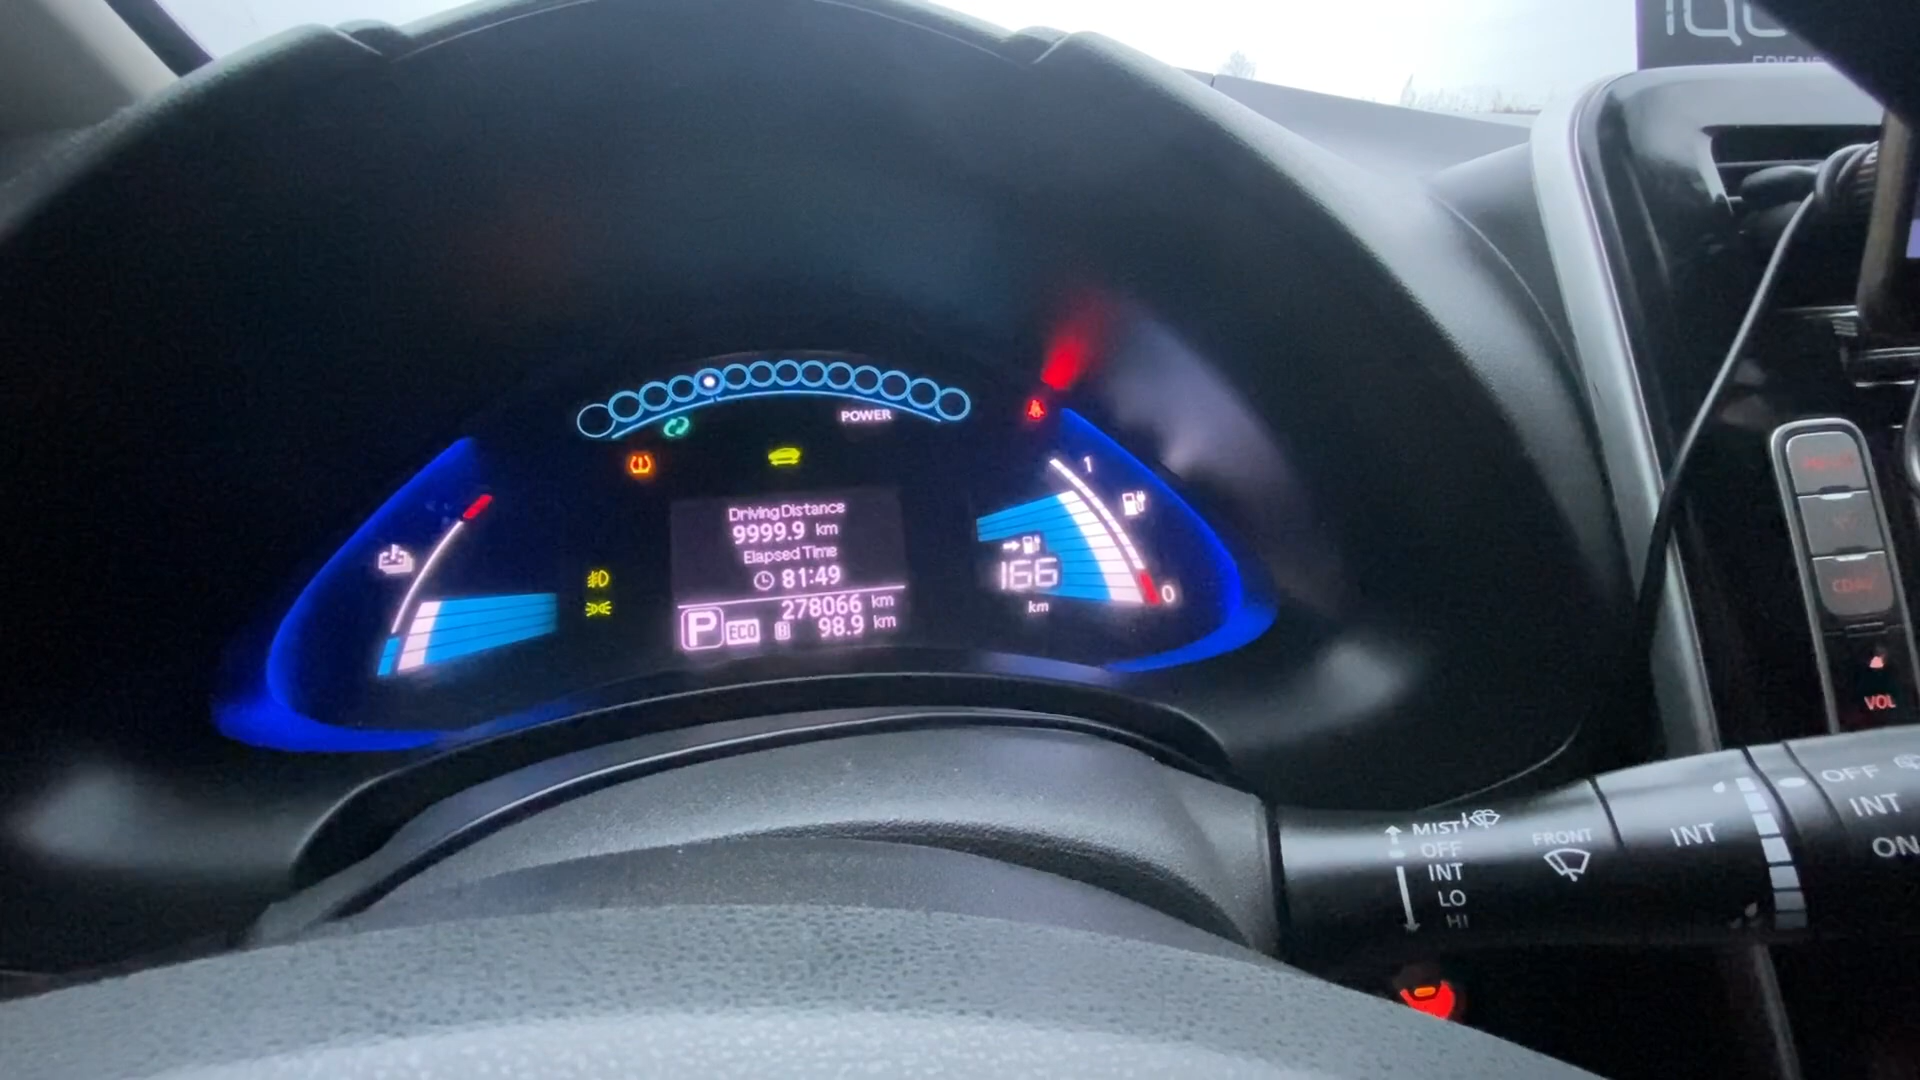 POWER
Driving Distance
9999.9 km
Elapsed Time
81:49
278066 km
P ECO B 98.9 km
1
166
km
0
VOL
MIST
OFF
INT
LO
HI
FRONT
INT
OFF
INT
ON